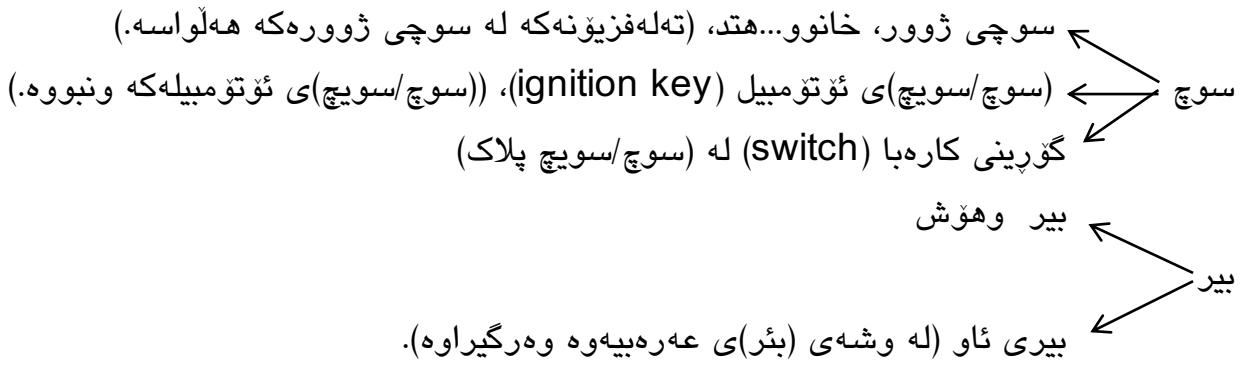 سوچی ژوور، خانوو...هتد، (تەلەفزیۆنەکە لە سوچی ژوورەکە هەڵواسە.)
سوچ (سوچ/سویچ)ی ئۆتۆمبیل (ignition key)، ((سوچ/سویچ)ی ئۆتۆمبیلەکە ونبووە.)
گۆڕینی کارەبا (switch) لە (سوچ/سویچ پلاک)
بیر وهۆش
بیر
بیری ئاو (لە وشەی (بئر)ی عەرەبیەوە وەرگیراوە).